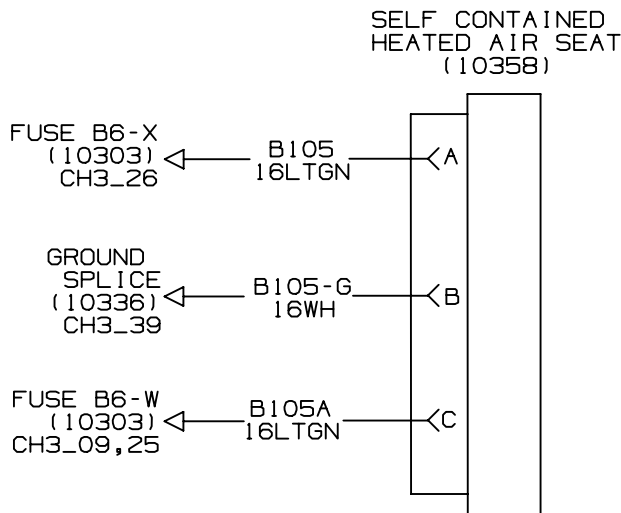 SELF CONTAINED
HEATED AIR SEAT
(10358)
FUSE B6-X
(10303)
CH3_26
B105
16LTGN
A
GROUND
SPLICE
(10336)
CH3_39
B105-G
16WH
B
FUSE B6-W
(10303)
CH3_09,25
B105A
16LTGN
C